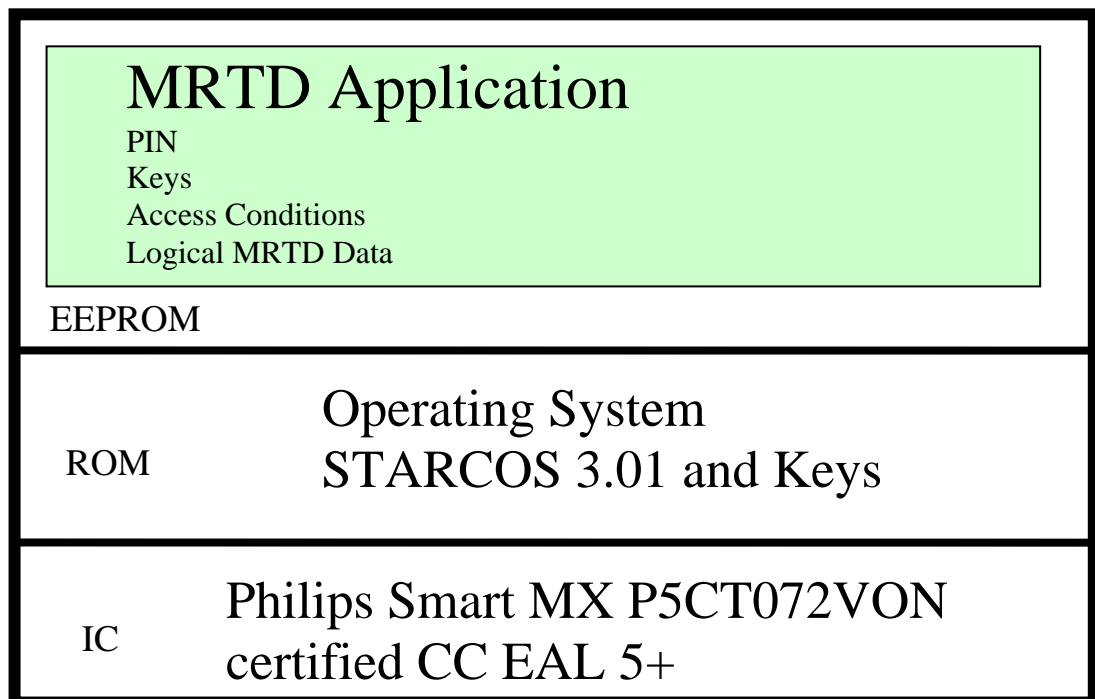 MRTD Application
PIN
Keys
Access Conditions
Logical MRTD Data
EEPROM
Operating System
ROM
STARCOS 3.01 and Keys
Philips Smart MX P5CT072VON
IC
certified CC EAL 5+